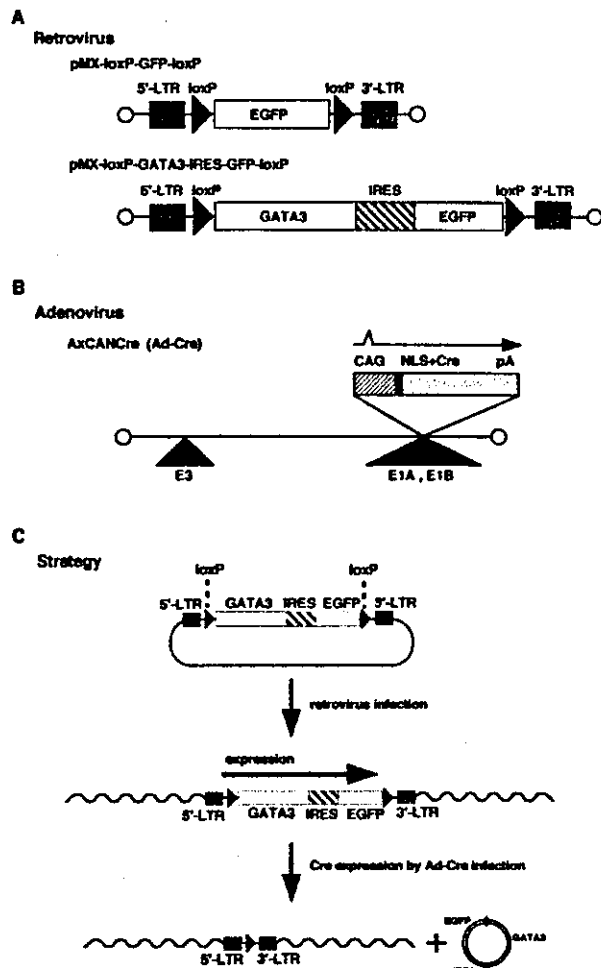 A
Retrovirus
pMX-loxP-GFP-loxP
5'-LTR loxP loxP 3'-LTR
EGFP
pMX-loxP-GATA3-IRES-GFP-loxP
5'-LTR loxP IRES loxP 3'-LTR
GATA3 EGFP
B
Adenovirus
AxCANCre (Ad-Cre)
CAG NLS+Cre pA
E3 E1A, E1B
C
Strategy
loxP loxP
5'-LTR GATA3 IRES EGFP 3'-LTR
retrovirus infection
expression
5'-LTR GATA3 IRES EGFP 3'-LTR
Cre expression by Ad-Cre infection
EGFP GATA3
5'-LTR 3'-LTR +